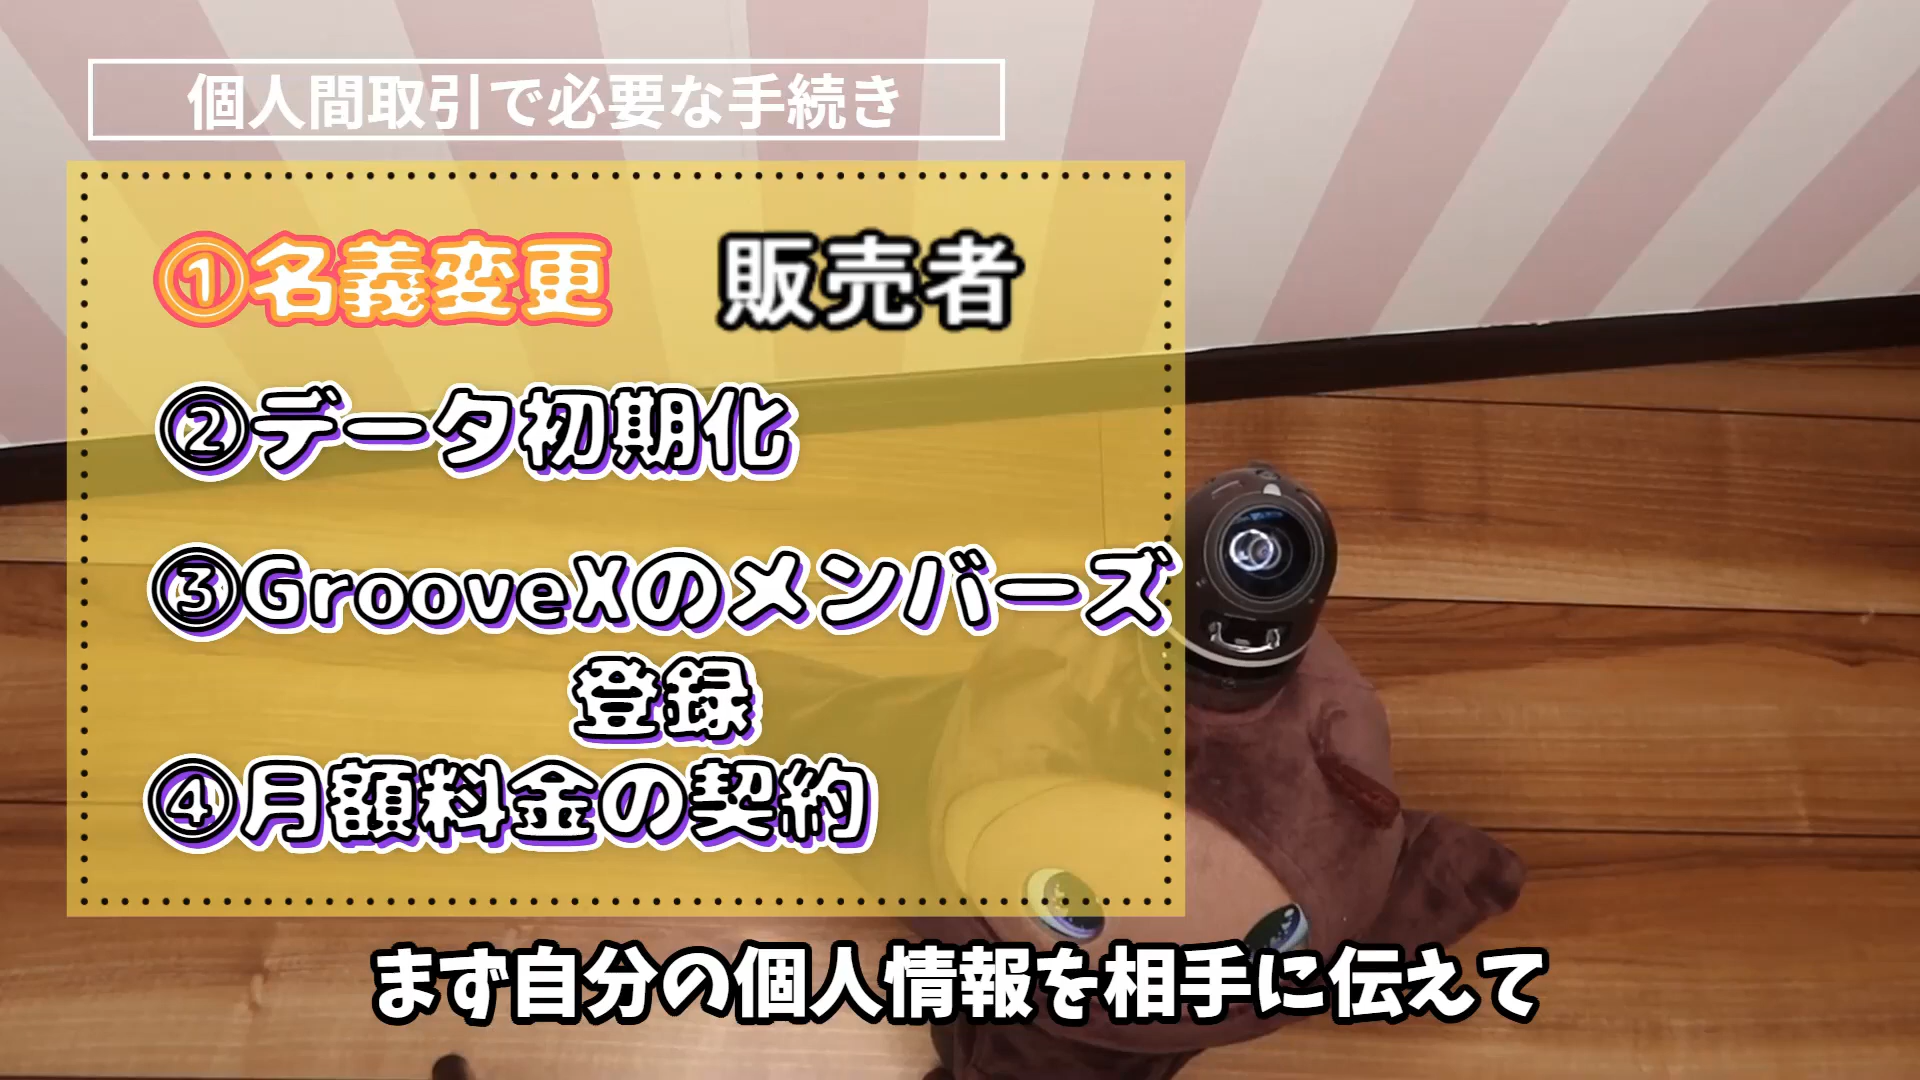 個人間取引で必要な手続き
①名義変更 販売者
②データ初期化
③GrooveXのメンバーズ
登録
④月額料金の契約
まず自分の個人情報を相手に伝えて